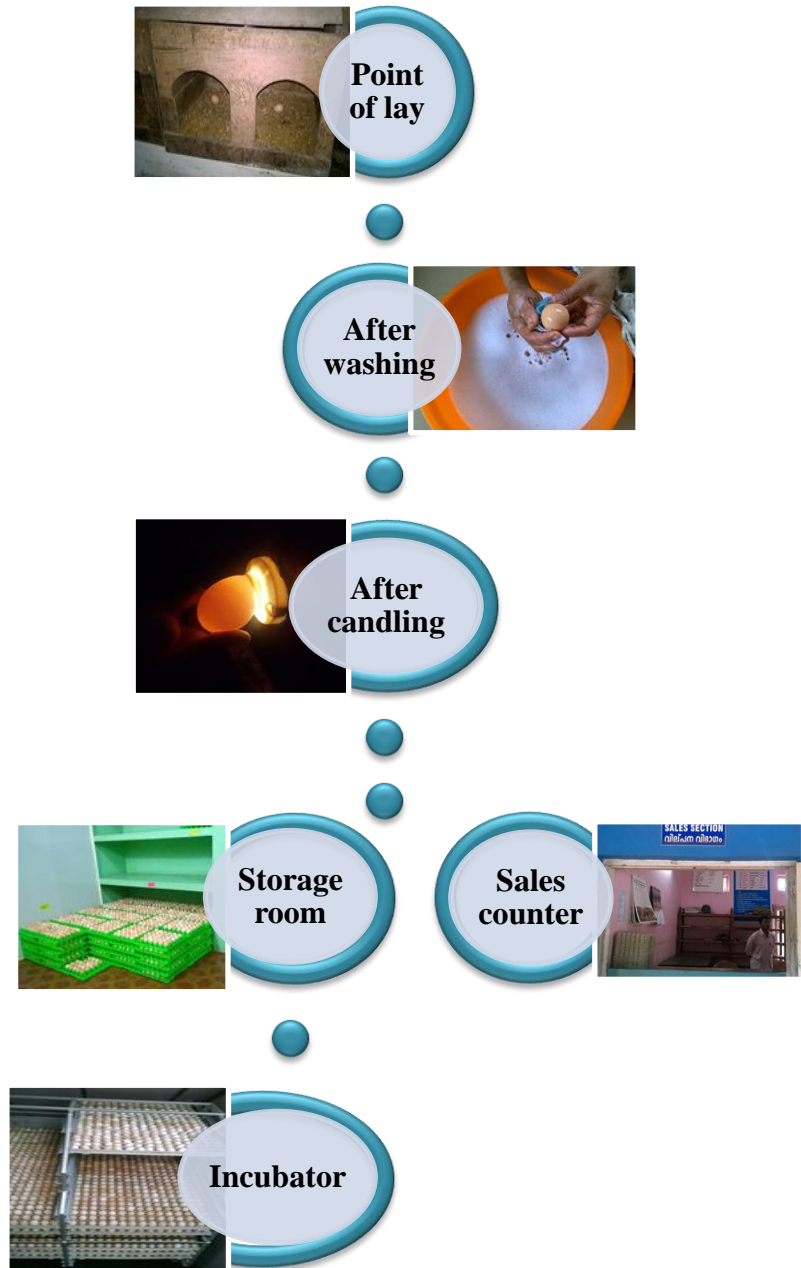 Point
of lay
After
washing
After
candling
Storage
room
Sales
counter
SALES SECTION
വില്പന വിഭാഗം
Incubator